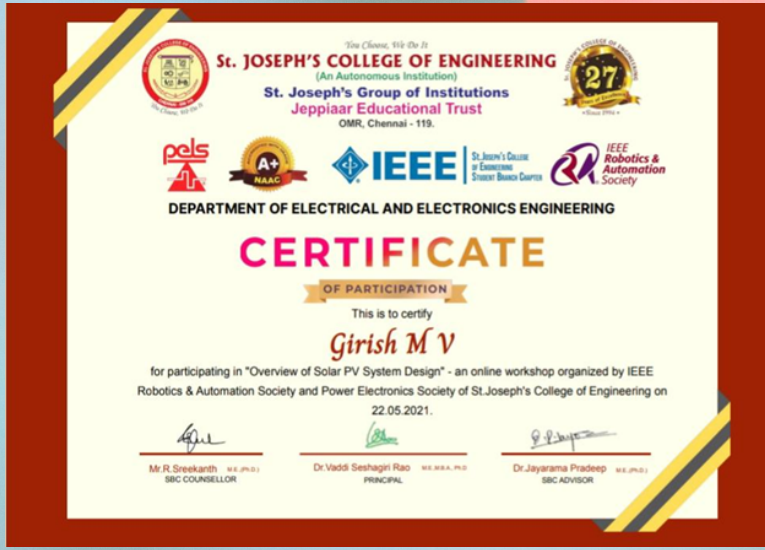 You Choose, We Do It
St. JOSEPH'S COLLEGE OF ENGINEERING
(An Autonomous Institution)
St. Joseph's Group of Institutions
Jeppiaar Educational Trust
OMR, Chennai - 119.
27
pels
A+
NAAC
IEEE
St.Joseph's College
of Engineering
Student Branch Chapter
IEEE
Robotics &
Automation
Society
DEPARTMENT OF ELECTRICAL AND ELECTRONICS ENGINEERING
CERTIFICATE
OF PARTICIPATION
This is to certify
Girish M V
for participating in "Overview of Solar PV System Design" - an online workshop organized by IEEE
Robotics & Automation Society and Power Electronics Society of St.Joseph's College of Engineering on
22.05.2021.
Mr.R.Sreekanth M.E.(PH.D.)
SBC COUNSELLOR
Dr.Vaddi Seshagiri Rao M.E.,M.B.A., PH.D
PRINCIPAL
Dr.Jayarama Pradeep M.E.,(PH.D.)
SBC ADVISOR